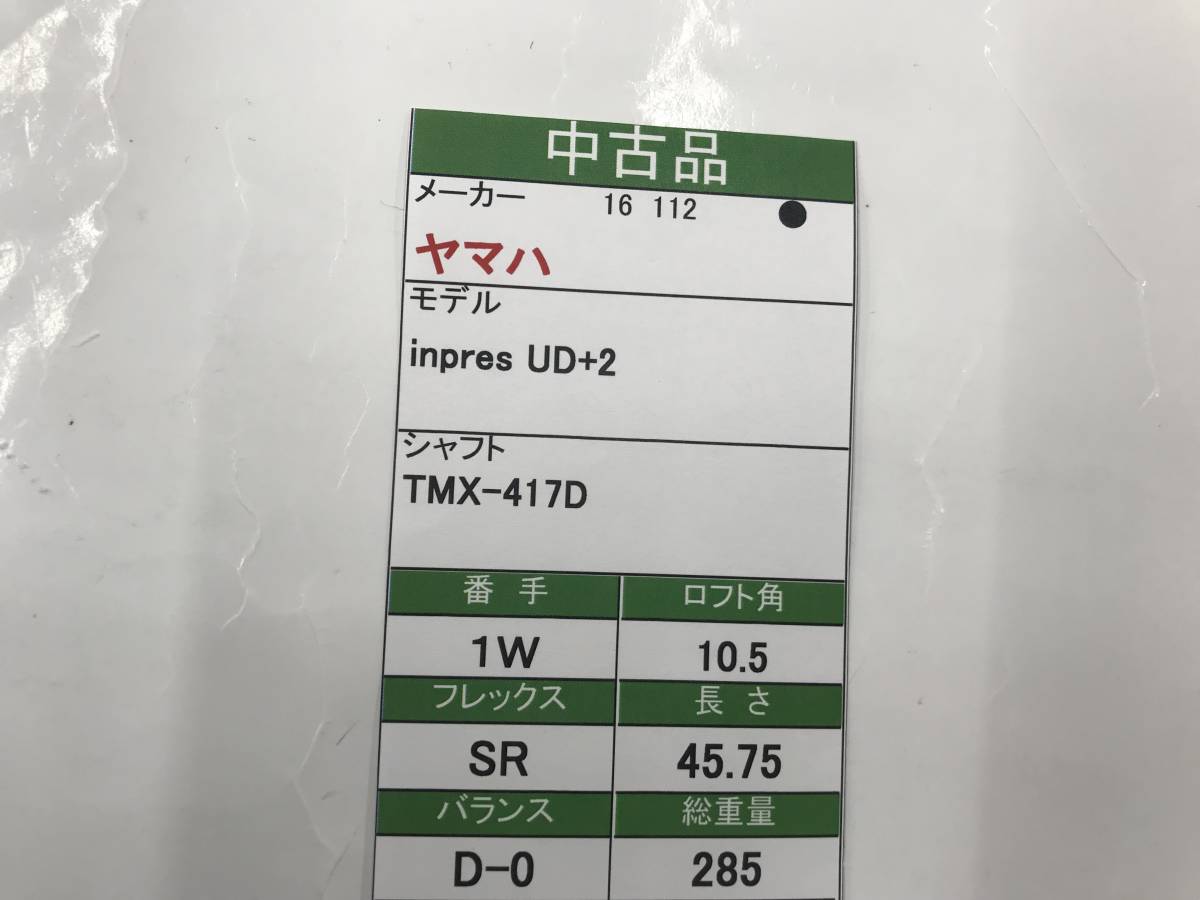 中古品
メーカー 16 112 ●
ヤマハ
モデル
inpres UD+2
シャフト
TMX-417D
番 手 ロフト角
1W 10.5
フレックス 長 さ
SR 45.75
バランス 総重量
D-0 285